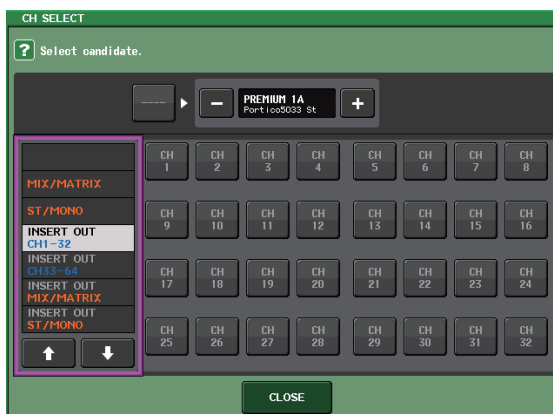 CH SELECT
? Select candidate.
----
−
PREMIUM 1A
Portico5033 St
+
MIX/MATRIX
ST/MONO
INSERT OUT
CH1-32
INSERT OUT
CH33-64
INSERT OUT
MIX/MATRIX
INSERT OUT
ST/MONO
CH 1
CH 2
CH 3
CH 4
CH 5
CH 6
CH 7
CH 8
CH 9
CH 10
CH 11
CH 12
CH 13
CH 14
CH 15
CH 16
CH 17
CH 18
CH 19
CH 20
CH 21
CH 22
CH 23
CH 24
CH 25
CH 26
CH 27
CH 28
CH 29
CH 30
CH 31
CH 32
CLOSE